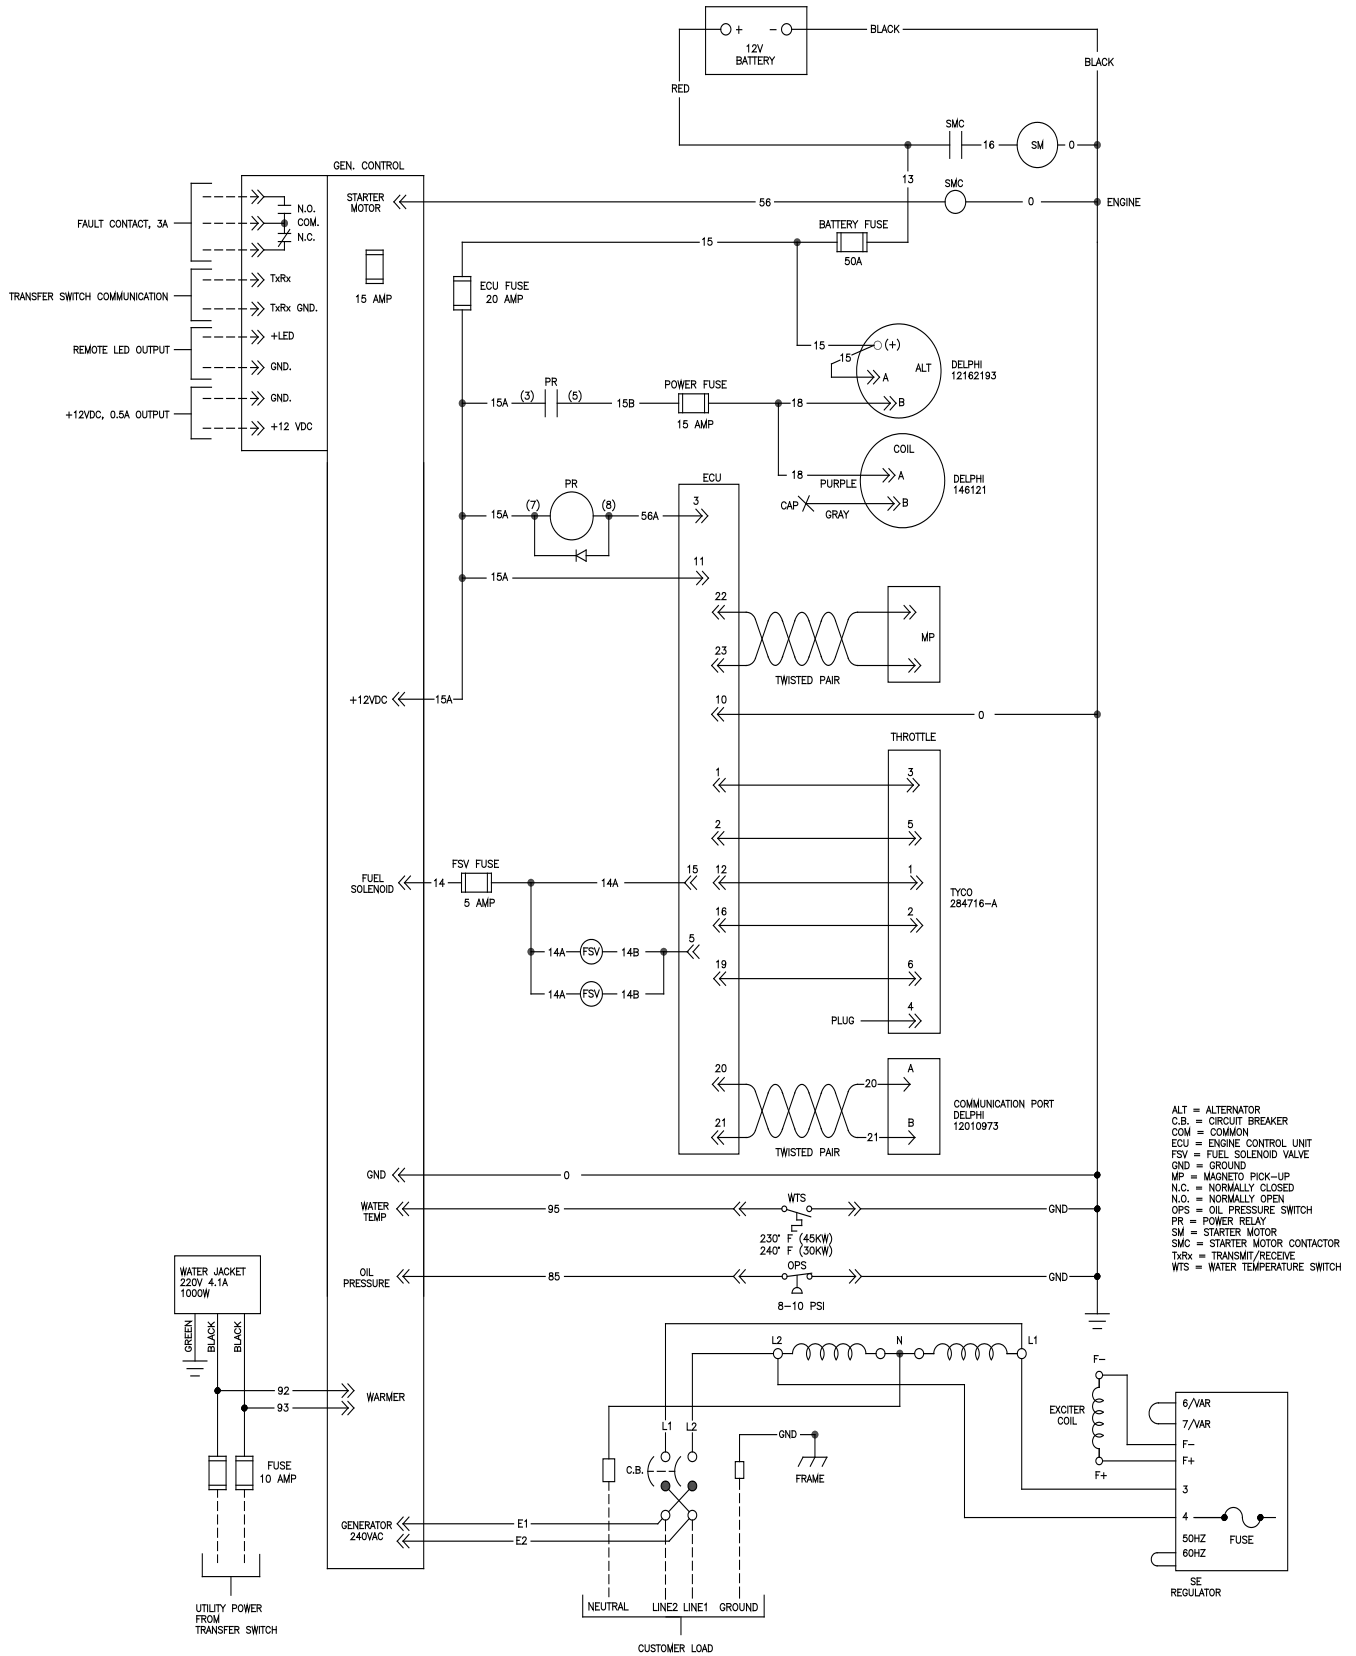 + −
12V
BATTERY
BLACK
BLACK
RED
SMC
16
SM
0
13
GEN. CONTROL
STARTER
MOTOR
56
SMC
0
ENGINE
FAULT CONTACT, 3A
N.O.
COM.
N.C.
15
BATTERY FUSE
50A
15 AMP
ECU FUSE
20 AMP
TRANSFER SWITCH COMMUNICATION
TxRx
TxRx GND.
REMOTE LED OUTPUT
+LED
GND.
+12VDC, 0.5A OUTPUT
GND.
+12 VDC
15
(+)
15
ALT
A
B
DELPHI
12162193
15A
(3)
PR
(5)
15B
POWER FUSE
15 AMP
18
COIL
18
A
PURPLE
CAP
GRAY
B
DELPHI
146121
ECU
15A
(7)
PR
(8)
56A
3
15A
11
22
23
TWISTED PAIR
MP
+12VDC
15A
10
0
THROTTLE
1
3
2
5
FUEL
SOLENOID
14
FSV FUSE
5 AMP
14A
15
12
1
TYCO
284716-A
16
2
14A
FSV
14B
5
19
6
14A
FSV
14B
PLUG
4
20
20
A
21
21
B
TWISTED PAIR
COMMUNICATION PORT
DELPHI
12010973
GND
0
WATER
TEMP
95
WTS
230° F (45KW)
240° F (30KW)
GND
OIL
PRESSURE
85
OPS
8-10 PSI
GND
ALT = ALTERNATOR
C.B. = CIRCUIT BREAKER
COM = COMMON
ECU = ENGINE CONTROL UNIT
FSV = FUEL SOLENOID VALVE
GND = GROUND
MP = MAGNETO PICK-UP
N.C. = NORMALLY CLOSED
N.O. = NORMALLY OPEN
OPS = OIL PRESSURE SWITCH
PR = POWER RELAY
SM = STARTER MOTOR
SMC = STARTER MOTOR CONTACTOR
TxRx = TRANSMIT/RECEIVE
WTS = WATER TEMPERATURE SWITCH
WATER JACKET
220V 4.1A
1000W
GREEN
BLACK
BLACK
92
93
WARMER
FUSE
10 AMP
UTILITY POWER
FROM
TRANSFER SWITCH
GENERATOR
240VAC
E1
E2
L2
N
L1
L1
L2
C.B.
GND
FRAME
NEUTRAL
LINE2
LINE1
GROUND
CUSTOMER LOAD
F-
EXCITER
COIL
F+
6/VAR
7/VAR
F-
F+
3
4
FUSE
50HZ
60HZ
SE
REGULATOR